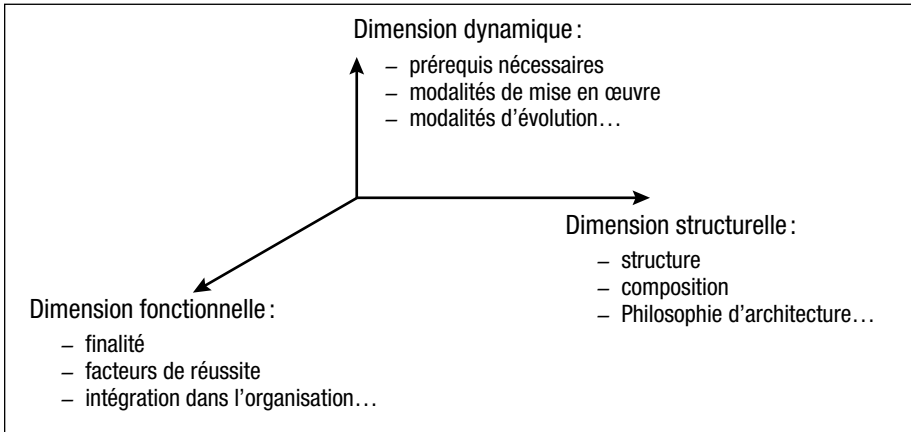 Dimension dynamique :
– prérequis nécessaires
– modalités de mise en œuvre
– modalités d'évolution…
Dimension structurelle :
– structure
– composition
– Philosophie d'architecture…
Dimension fonctionnelle :
– finalité
– facteurs de réussite
– intégration dans l'organisation…